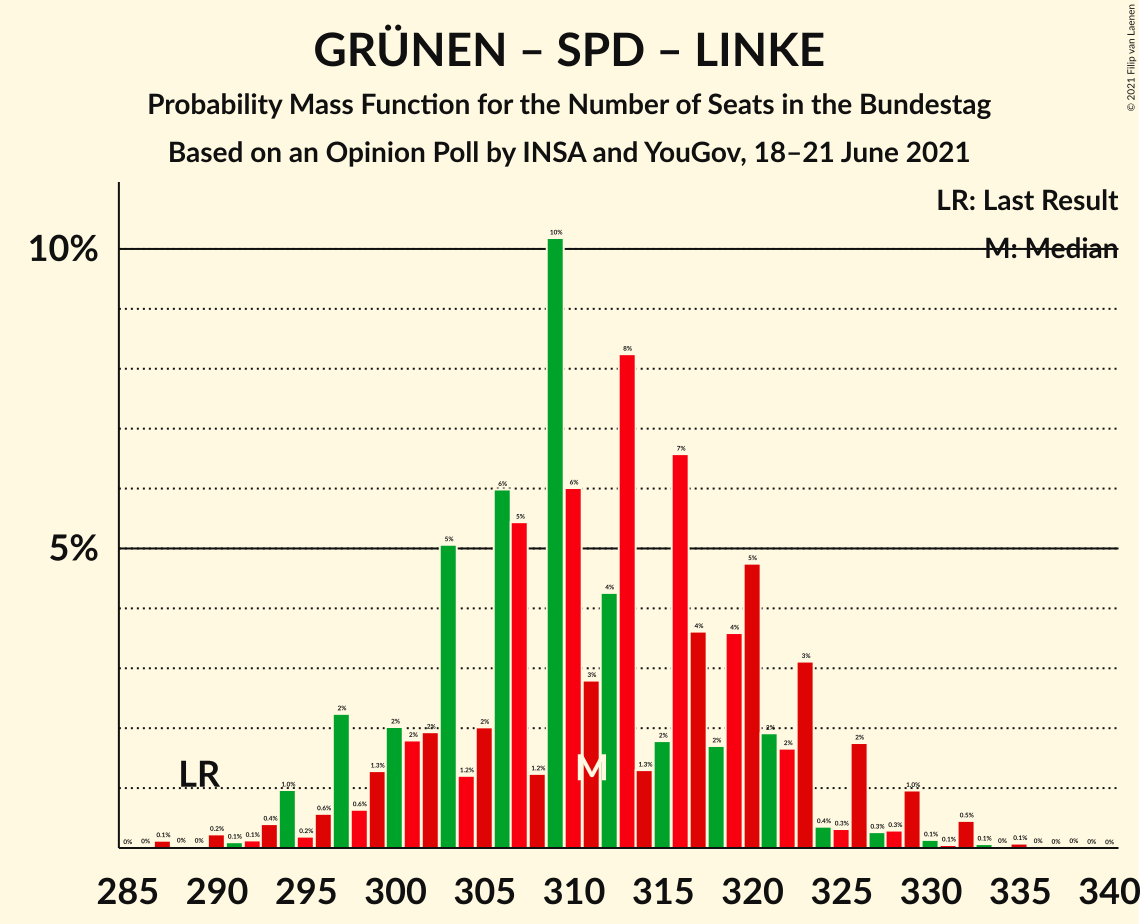 © 2021 Filip van Laenen
GRÜNEN – SPD – LINKE
Probability Mass Function for the Number of Seats in the Bundestag
Based on an Opinion Poll by INSA and YouGov, 18–21 June 2021
LR: Last Result
M: Median
10%
5%
LR
M
0% 0% 0.1% 0% 0% 0.2% 0.1% 0.1% 0.4% 1.0% 0.2% 0.6% 2% 0.6% 1.3% 2% 2% 2% 5% 1.2% 2% 6% 5% 1.2% 10% 6% 3% 4% 8% 1.3% 2% 7% 4% 2% 4% 5% 2% 2% 3% 0.4% 0.3% 2% 0.3% 0.3% 1.0% 0.1% 0.1% 0.5% 0.1% 0% 0.1% 0% 0% 0% 0% 0%
285 290 295 300 305 310 315 320 325 330 335 340